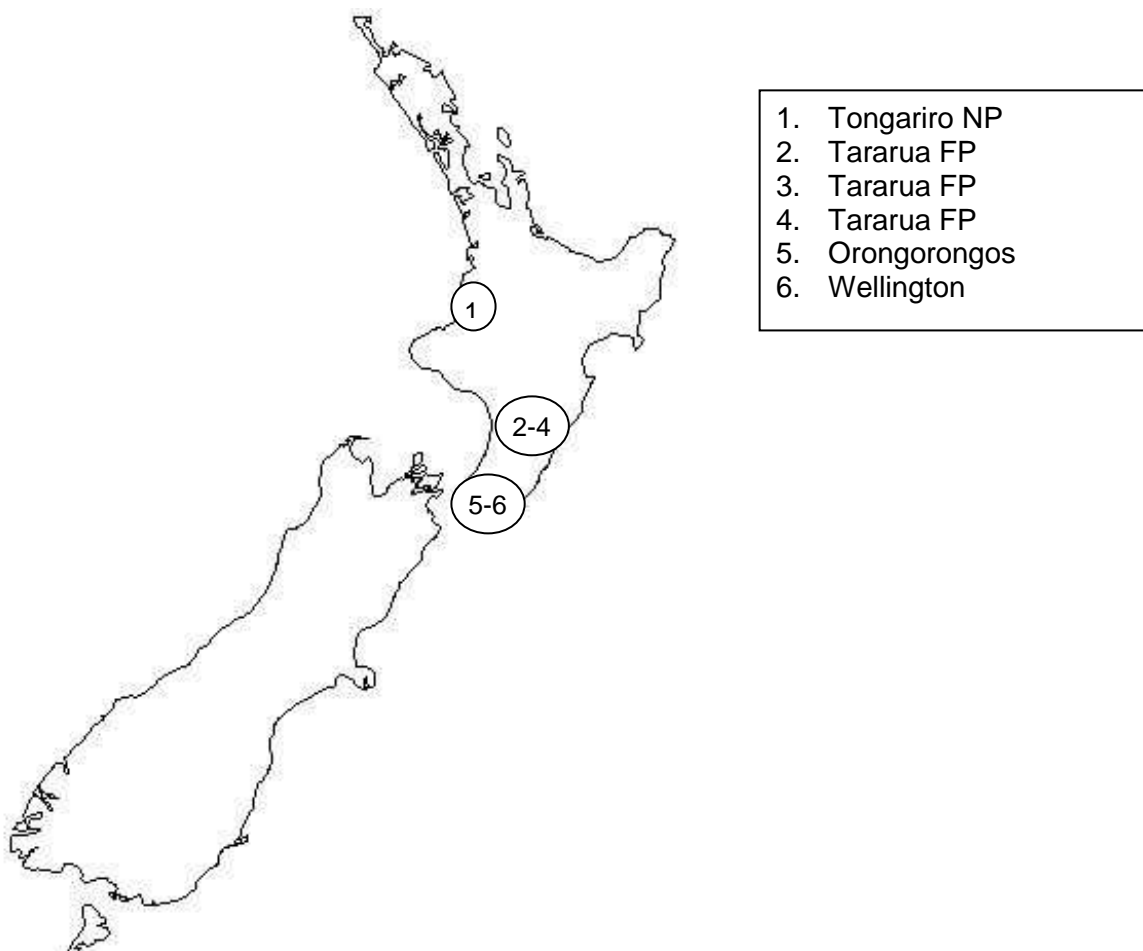 1. Tongariro NP
2. Tararua FP
3. Tararua FP
4. Tararua FP
5. Orongorongos
6. Wellington
1
2-4
5-6